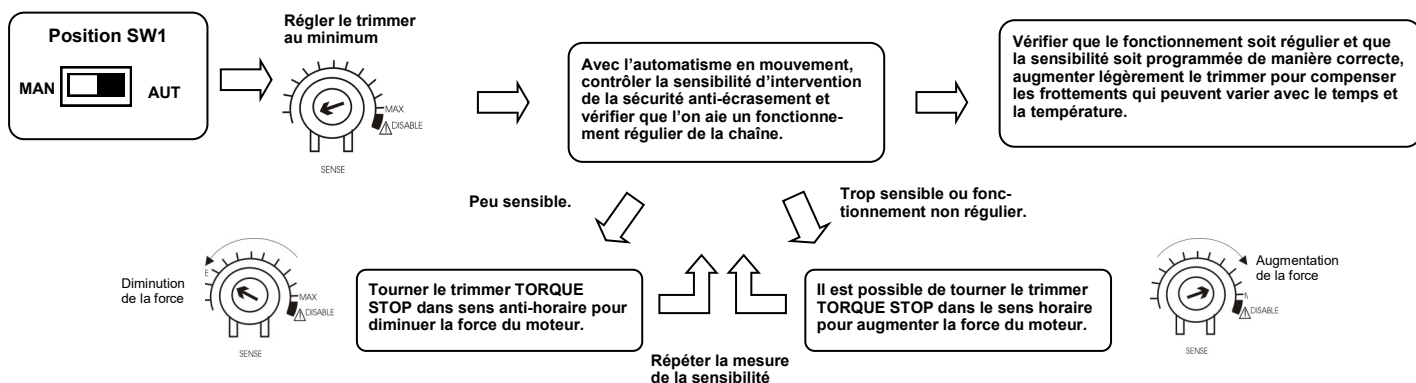 Position SW1
MAN
AUT
Régler le trimmer
au minimum
MAX
DISABLE
SENSE
Avec l’automatisme en mouvement,
contrôler la sensibilité d’intervention
de la sécurité anti-écrasement et
vérifier que l’on aie un fonctionne-
ment régulier de la chaîne.
Vérifier que le fonctionnement soit régulier et que
la sensibilité soit programmée de manière correcte,
augmenter légèrement le trimmer pour compenser
les frottements qui peuvent varier avec le temps et
la température.
Peu sensible.
Trop sensible ou fonc-
tionnement non régulier.
Diminution
de la force
E
MAX
DISABLE
SENSE
Tourner le trimmer TORQUE
STOP dans sens anti-horaire pour
diminuer la force du moteur.
Il est possible de tourner le trimmer
TORQUE STOP dans le sens horaire
pour augmenter la force du moteur.
Augmentation
de la force
DISABLE
SENSE
Répéter la mesure
de la sensibilité